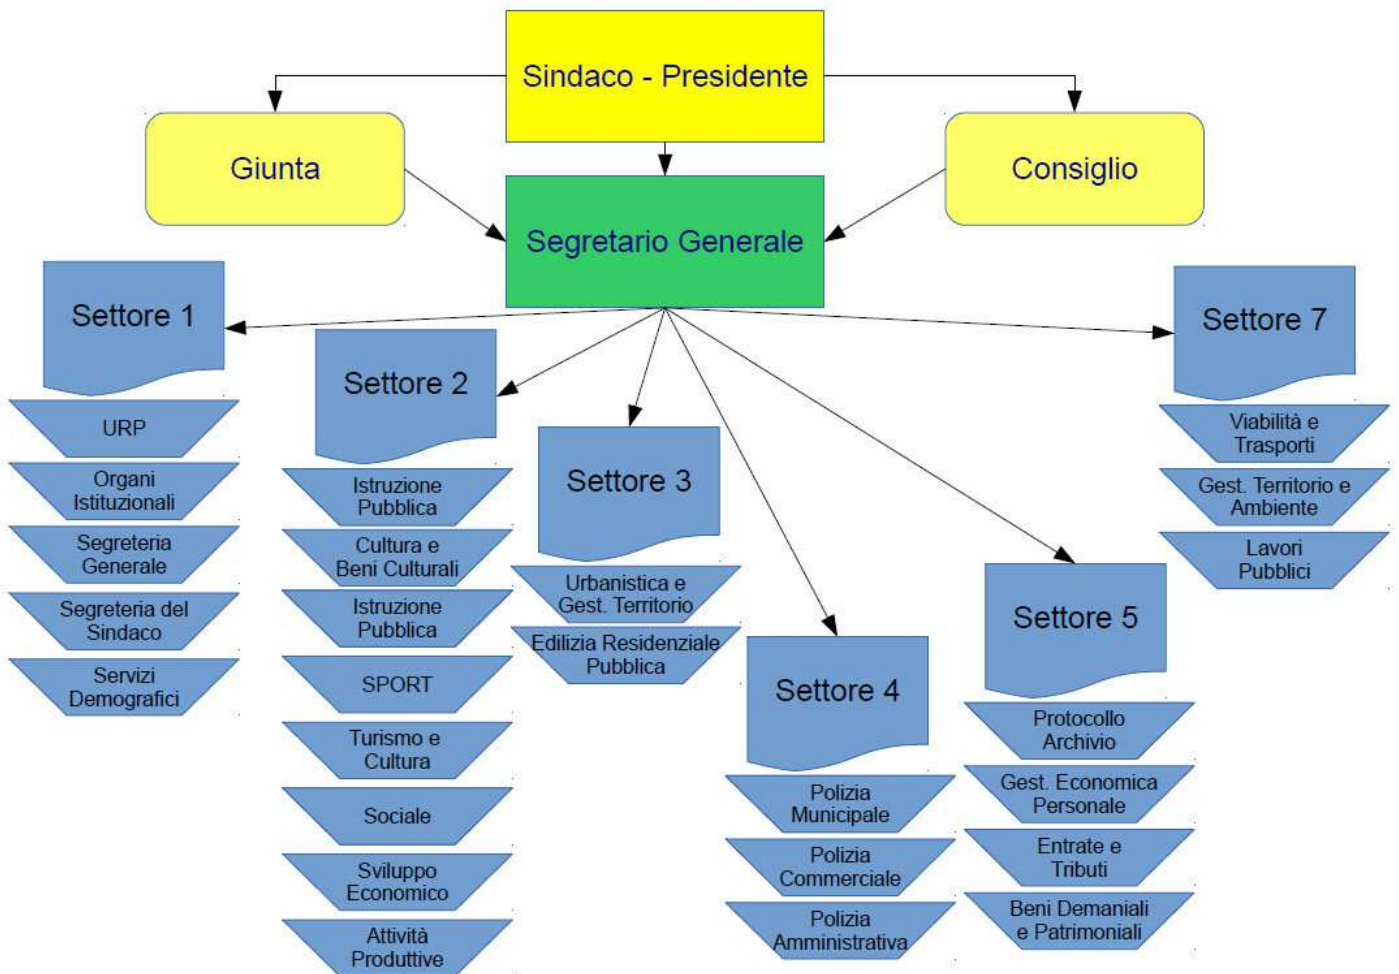 Sindaco - Presidente
Giunta
Consiglio
Segretario Generale
Settore 1
URP
Organi
Istituzionali
Segreteria
Generale
Segreteria del
Sindaco
Servizi
Demografici
Settore 2
Istruzione
Pubblica
Cultura e
Beni Culturali
Istruzione
Pubblica
SPORT
Turismo e
Cultura
Sociale
Sviluppo
Economico
Attività
Produttive
Settore 3
Urbanistica e
Gest. Territorio
Edilizia Residenziale
Pubblica
Settore 4
Polizia
Municipale
Polizia
Commerciale
Polizia
Amministrativa
Settore 5
Protocollo
Archivio
Gest. Economica
Personale
Entrate e
Tributi
Beni Demaniali
e Patrimoniali
Settore 7
Viabilità e
Trasporti
Gest. Territorio e
Ambiente
Lavori
Pubblici